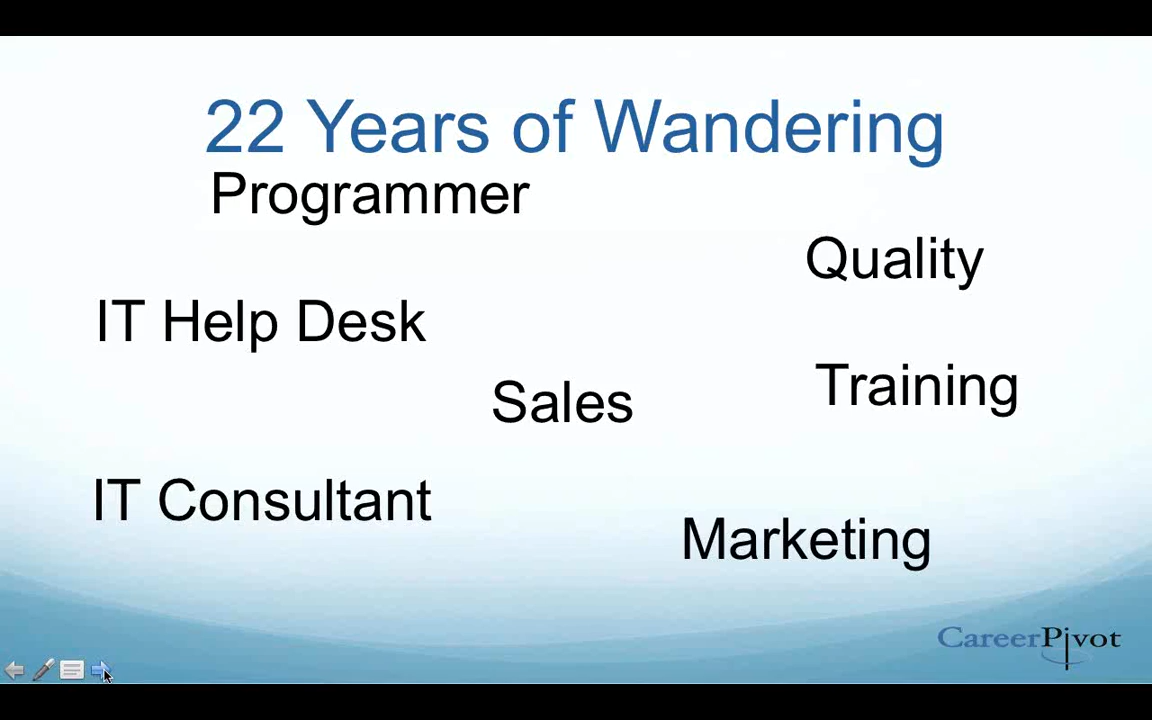 22 Years of Wandering
Programmer
Quality
IT Help Desk
Training
Sales
IT Consultant
Marketing
CareerPivot